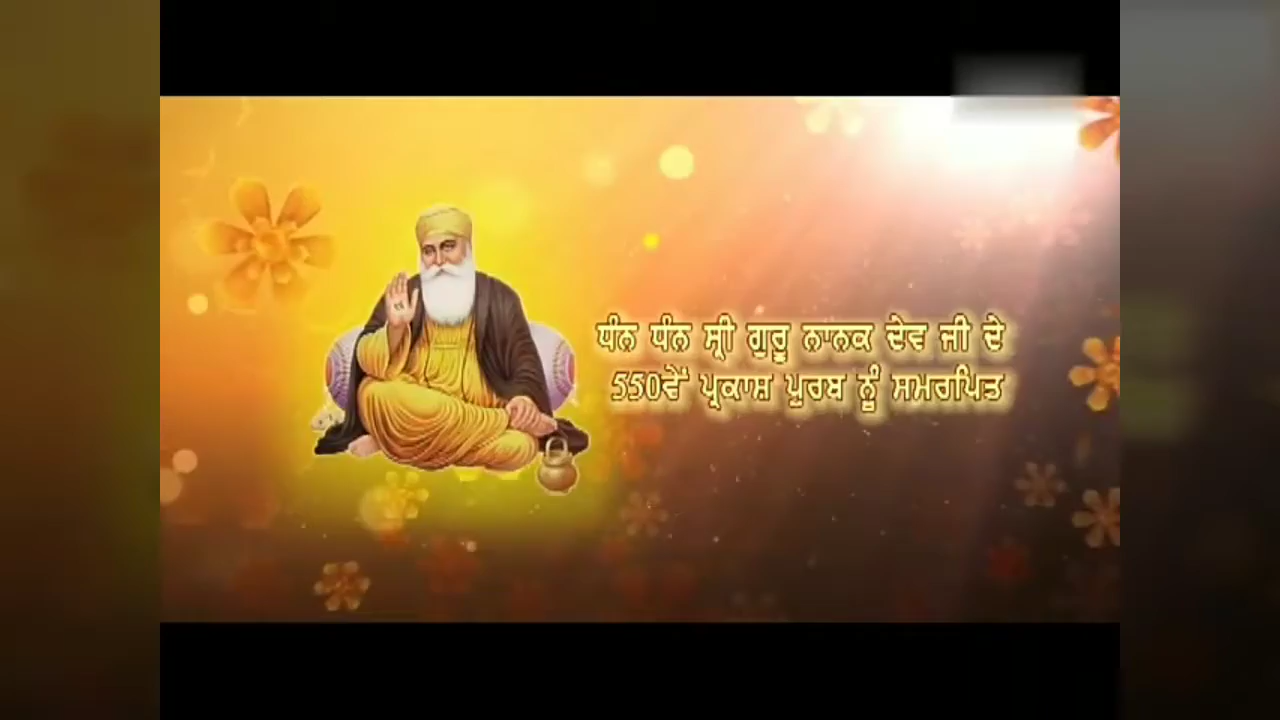 ਧੰਨ ਧੰਨ ਸ਼੍ਰੀ ਗੁਰੂ ਨਾਨਕ ਦੇਵ ਜੀ ਦੇ
550ਵੇਂ ਪ੍ਰਕਾਸ਼ ਪੁਰਬ ਨੂੰ ਸਮਰਪਿਤ